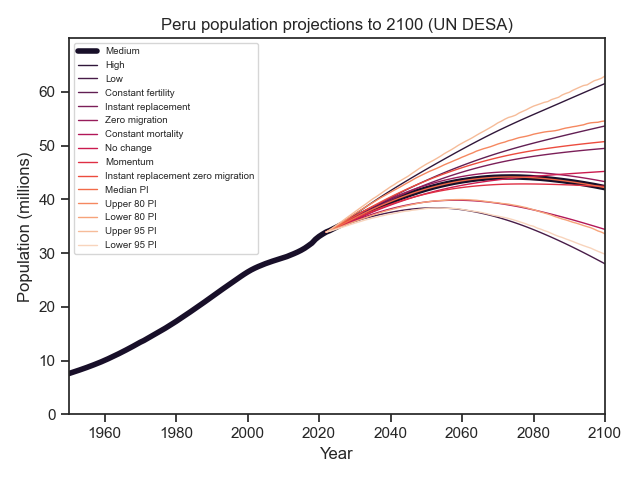 Peru population projections to 2100 (UN DESA)
Medium
High
Low
Constant fertility
Instant replacement
Zero migration
Constant mortality
No change
Momentum
Instant replacement zero migration
Median PI
Upper 80 PI
Lower 80 PI
Upper 95 PI
Lower 95 PI
Population (millions)
60
50
40
30
20
10
0
1960
1980
2000
2020
2040
2060
2080
2100
Year